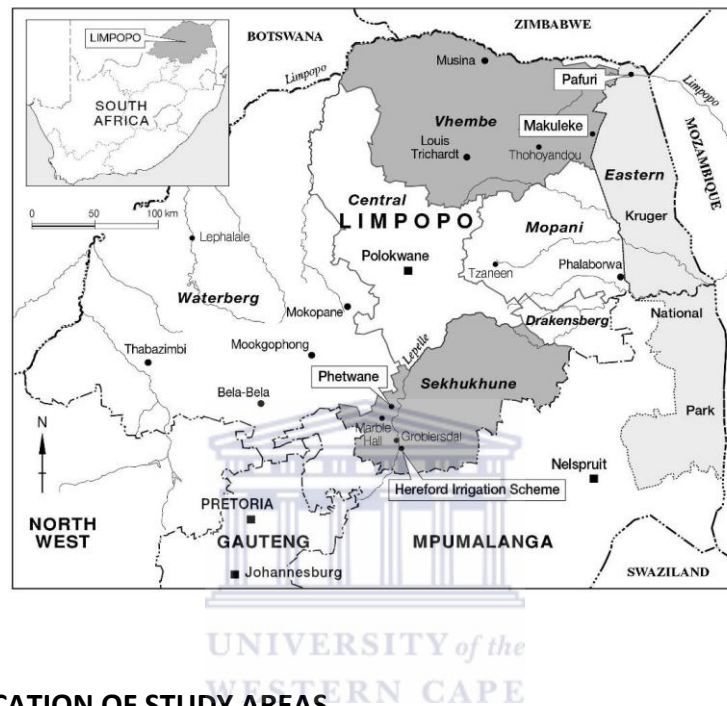 LIMPOPO
SOUTH
AFRICA
0 50 100 km
BOTSWANA
ZIMBABWE
Limpopo
Musina
Pafuri
Limpopo
Vhembe
Makuleke
Louis
Trichardt
Thohoyandou
MOZAMBIQUE
Eastern
Central
LIMPOPO
Kruger
Lephalale
Mopani
Polokwane
Tzaneen
Phalaborwa
Waterberg
Mokopane
Drakensberg
National
Thabazimbi
Mookgophong
Lepelle
Phetwane
Sekhukhune
Bela-Bela
Park
Marble
Hall
Groblersdal
N
Nelspruit
Hereford Irrigation Scheme
PRETORIA
NORTH
WEST
GAUTENG
MPUMALANGA
Johannesburg
SWAZILAND
UNIVERSITY of the
WESTERN CAPE
CATION OF STUDY AREAS